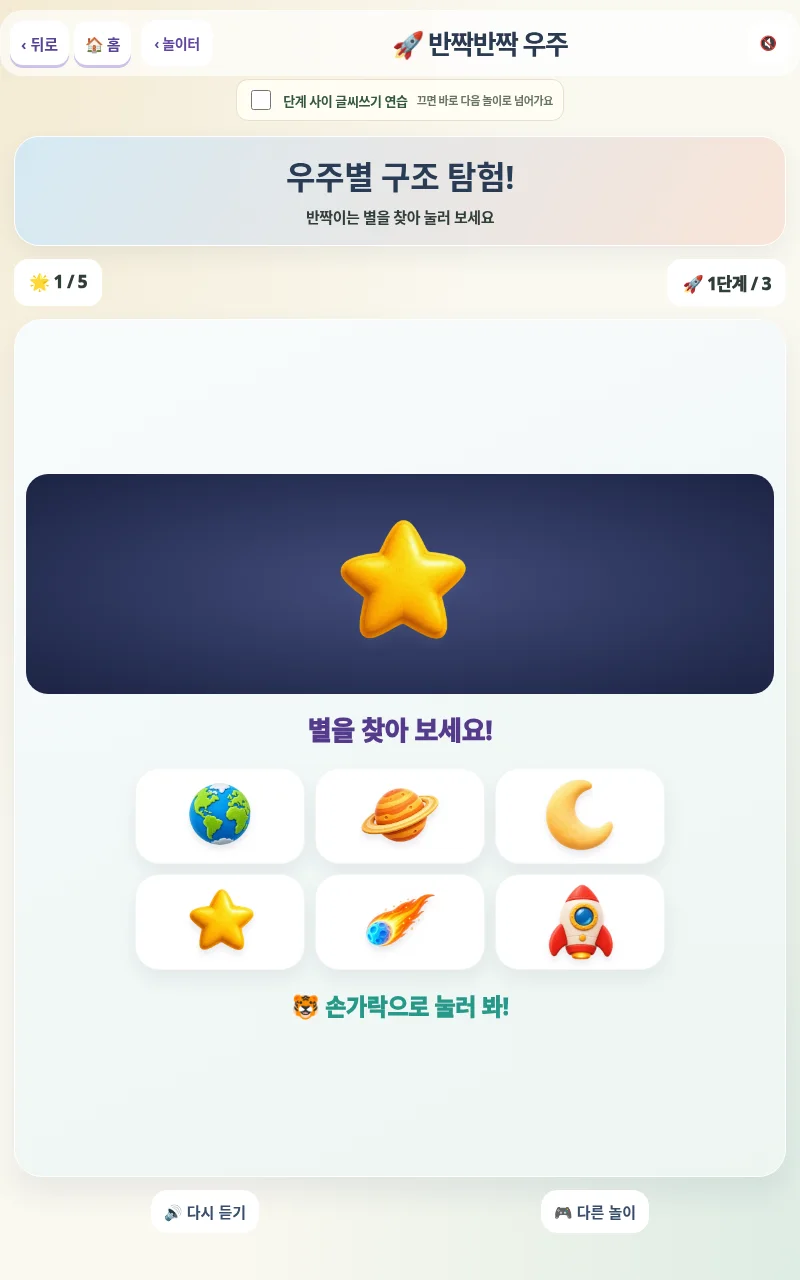 ‹ 뒤로 🏠 홈 ‹ 놀이터 🚀 반짝반짝 우주 🔇
단계 사이 글씨쓰기 연습 끄면 바로 다음 놀이로 넘어가요
우주별 구조 탐험!
반짝이는 별을 찾아 눌러 보세요
🌟 1 / 5 🚀 1단계 / 3
별을 찾아 보세요!
🐯 손가락으로 눌러 봐!
🔊 다시 듣기 🎮 다른 놀이